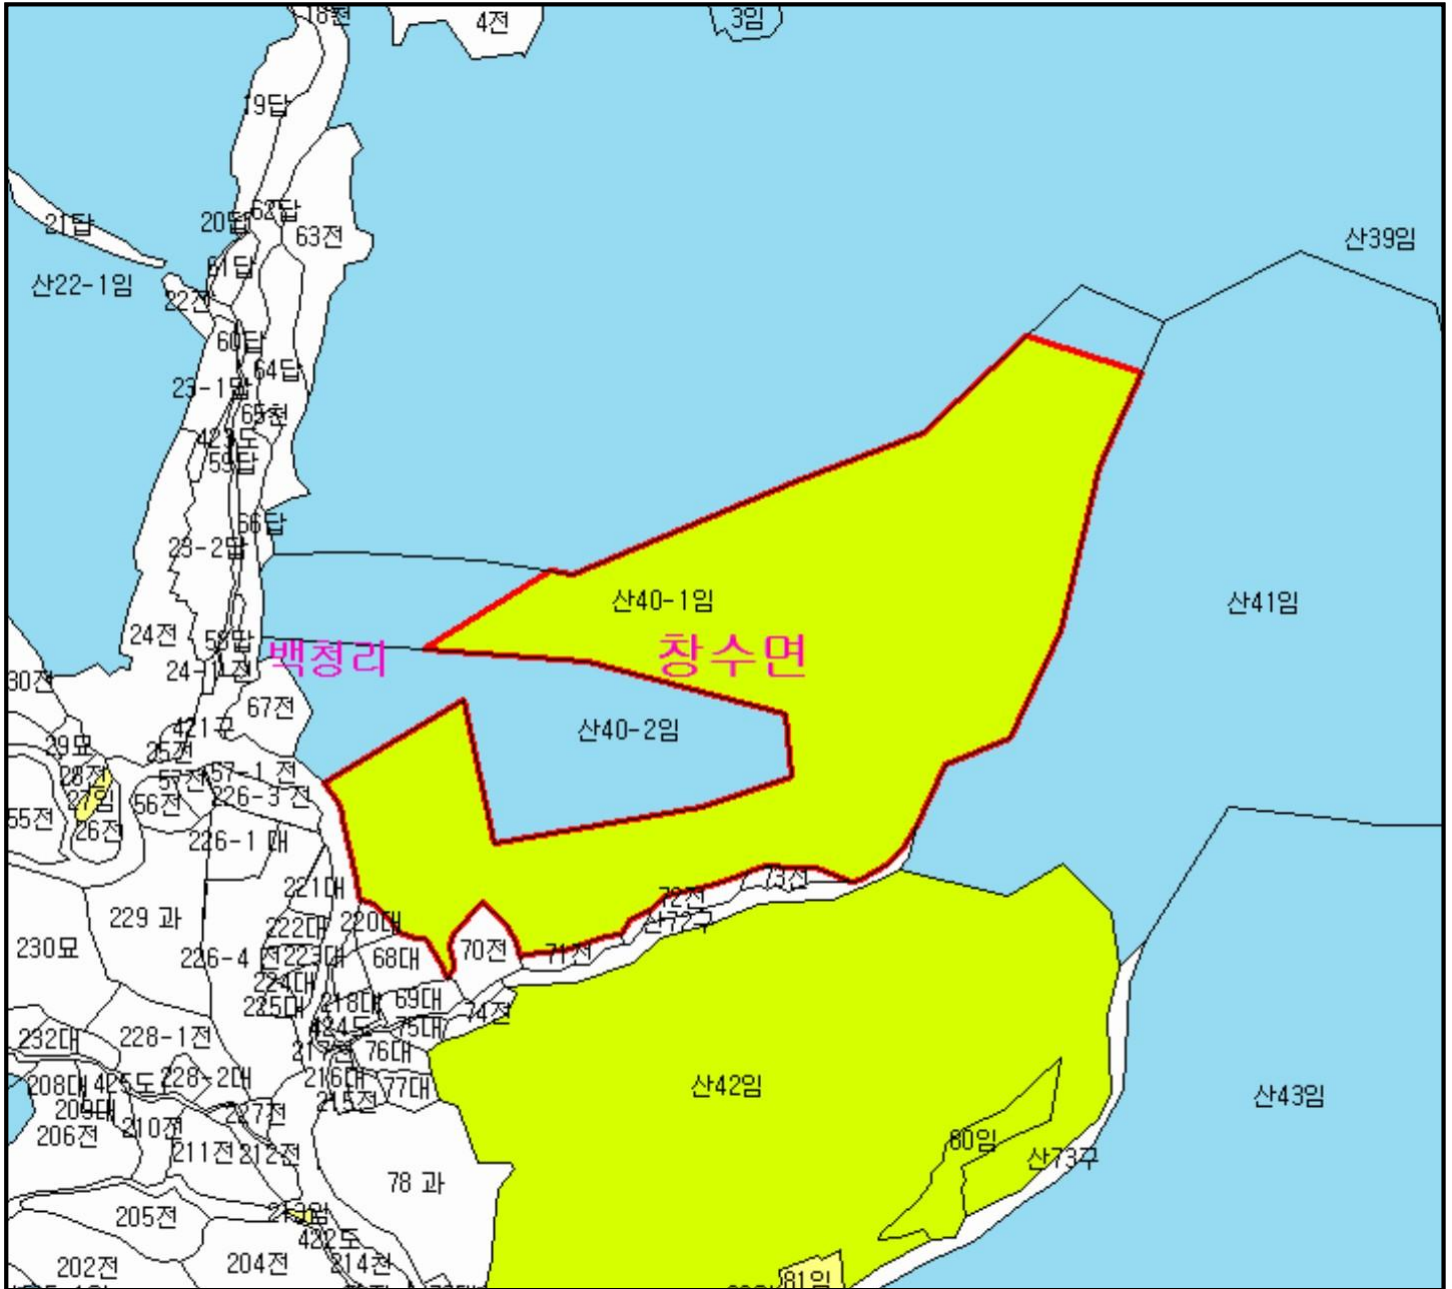 18전
4전
3임
19답
21답
20답
62답
63전
산39임
산22-1임
61답
22전
60답
64답
23-1답
65전
423도
59답
66답
23-2답
산40-1임
산41임
24전
58답
백청리
창수면
24-1전
30전
67전
421구
산40-2임
29묘
25전
28전
57전
57-1 전
27임
56전
226-3 전
55전
26전
226-1 대
221대
73전
72전
229 과
222대
220대
산72구
230묘
226-4 전
223대
68대
70전
71전
224대
225대
218대
69대
74전
232대
228-1전
424도
75대
217전
76대
208대
425도
228-2대
216대
77대
산42임
산43임
209대
215전
227전
206전
210전
80임
211전
212전
산73구
78 과
205전
213임
422도
202전
204전
214전
81임